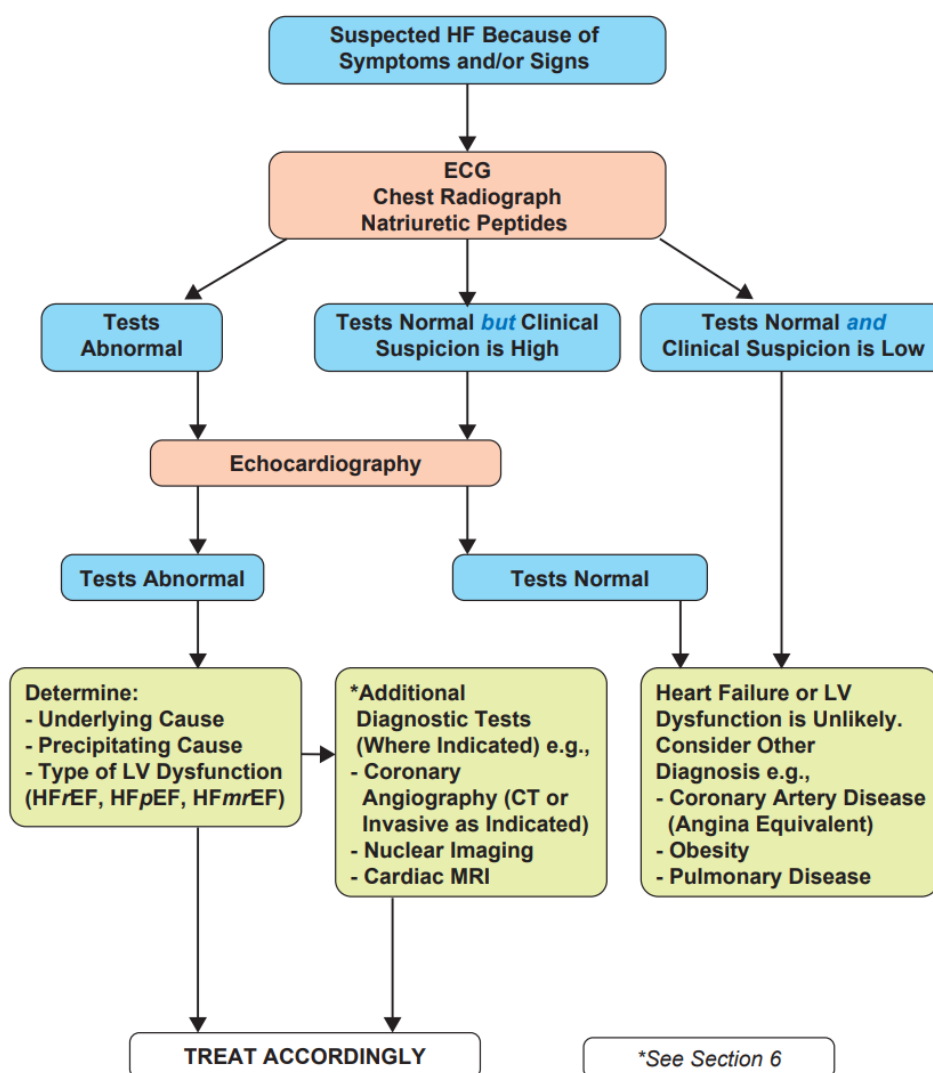 Suspected HF Because of
Symptoms and/or Signs
ECG
Chest Radiograph
Natriuretic Peptides
Tests
Abnormal
Tests Normal but Clinical
Suspicion is High
Tests Normal and
Clinical Suspicion is Low
Echocardiography
Tests Abnormal
Tests Normal
Determine:
- Underlying Cause
- Precipitating Cause
- Type of LV Dysfunction
(HFrEF, HFpEF, HFmrEF)
*Additional
Diagnostic Tests
(Where Indicated) e.g.,
- Coronary
Angiography (CT or
Invasive as Indicated)
- Nuclear Imaging
- Cardiac MRI
Heart Failure or LV
Dysfunction is Unlikely.
Consider Other
Diagnosis e.g.,
- Coronary Artery Disease
(Angina Equivalent)
- Obesity
- Pulmonary Disease
TREAT ACCORDINGLY
*See Section 6